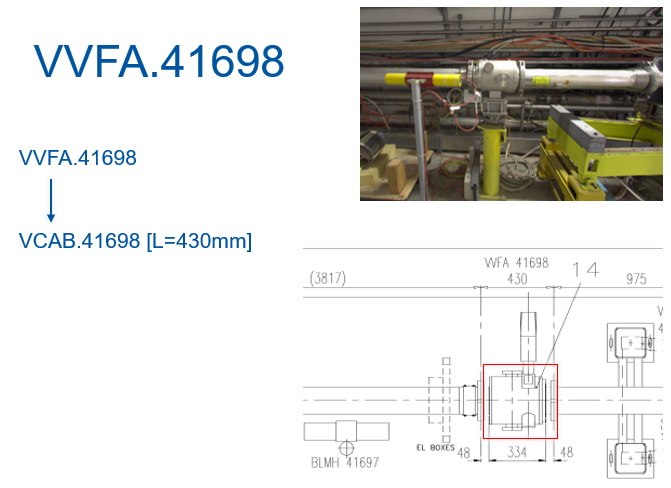 VVFA.41698
VVFA.41698
VCAB.41698 [L=430mm]
VVFA 41698
14
(3817)
430
975
EL BOXES
48
334
48
BLMH 41697